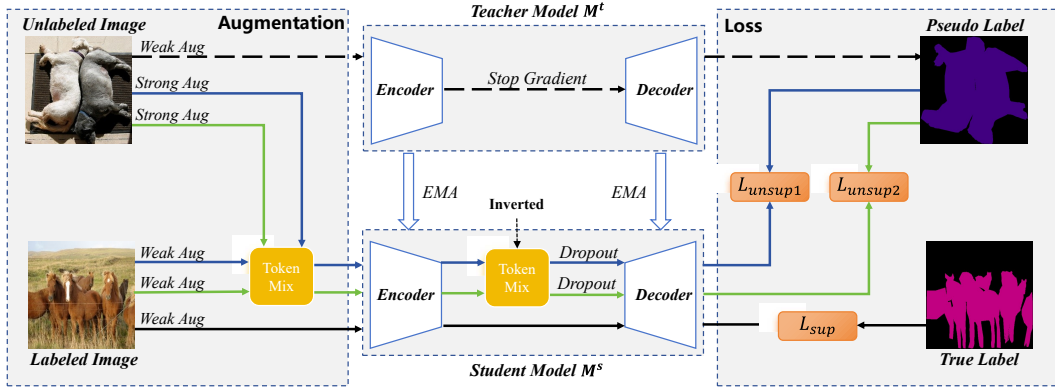 Teacher Model M^t
Unlabeled Image
Augmentation
Loss
Pseudo Label
Weak Aug
Strong Aug
Strong Aug
Encoder
Stop Gradient
Decoder
L_unsup1
L_unsup2
EMA
EMA
Inverted
Weak Aug
Weak Aug
Weak Aug
Token
Mix
Encoder
Token
Mix
Dropout
Dropout
Decoder
L_sup
Labeled Image
True Label
Student Model M^s